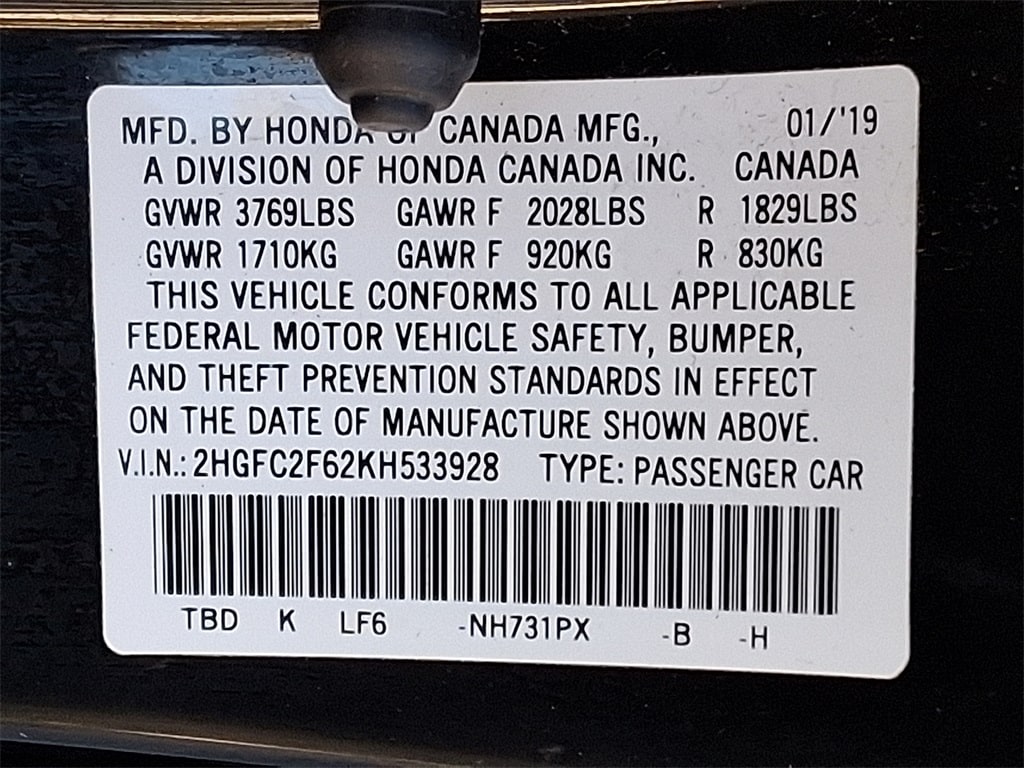 MFD. BY HONDA OF CANADA MFG., 01/'19
A DIVISION OF HONDA CANADA INC. CANADA
GVWR 3769LBS GAWR F 2028LBS R 1829LBS
GVWR 1710KG GAWR F 920KG R 830KG
THIS VEHICLE CONFORMS TO ALL APPLICABLE
FEDERAL MOTOR VEHICLE SAFETY, BUMPER,
AND THEFT PREVENTION STANDARDS IN EFFECT
ON THE DATE OF MANUFACTURE SHOWN ABOVE.
V.I.N.: 2HGFC2F62KH533928 TYPE: PASSENGER CAR
TBD K LF6 -NH731PX -B -H